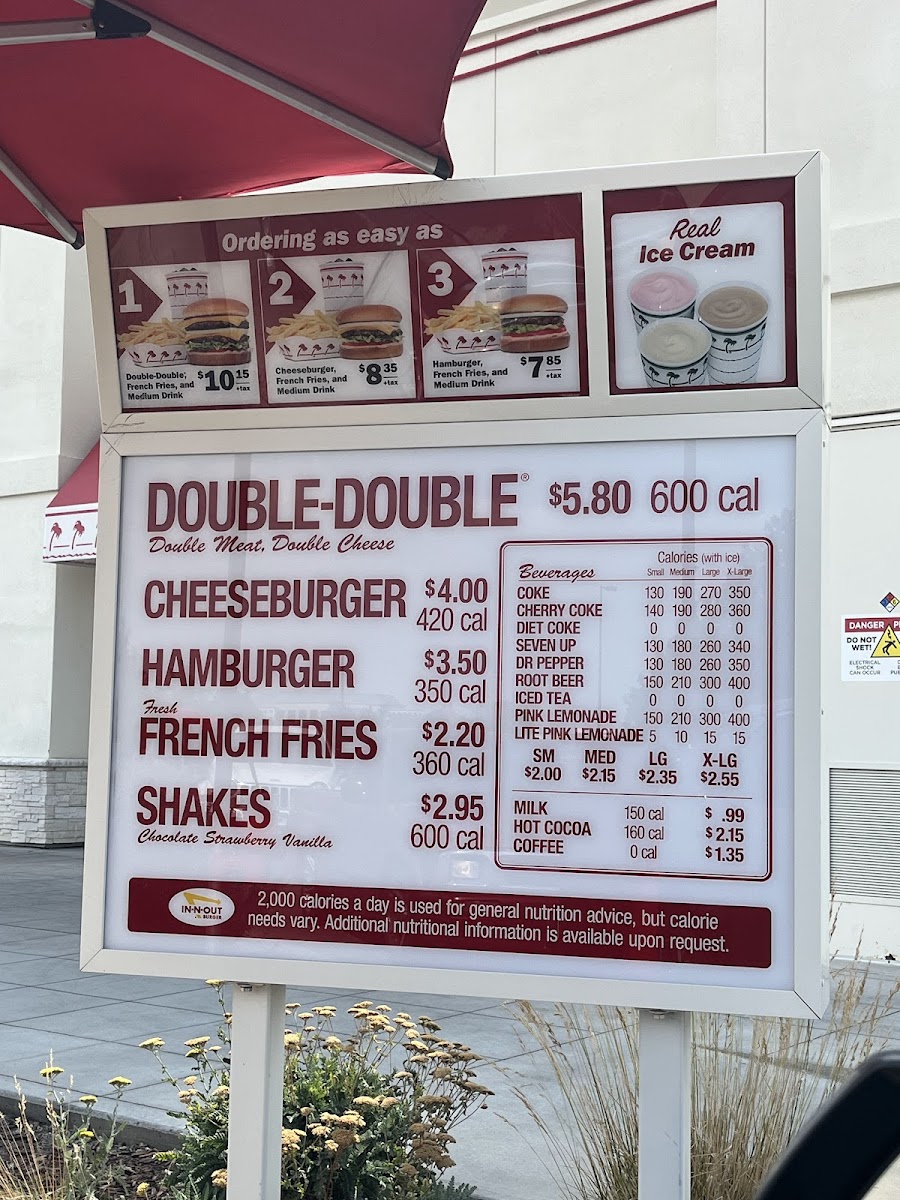 Ordering as easy as
1
Double-Double,
French Fries, and
Medium Drink
$10 15
+tax
2
Cheeseburger,
French Fries, and
Medium Drink
$8 35
+tax
3
Hamburger,
French Fries, and
Medium Drink
$7 85
+tax
Real
Ice Cream
DOUBLE-DOUBLE® $5.80 600 cal
Double Meat, Double Cheese
CHEESEBURGER $4.00
420 cal
HAMBURGER $3.50
350 cal
Fresh
FRENCH FRIES $2.20
360 cal
SHAKES $2.95
Chocolate Strawberry Vanilla 600 cal
Calories (with ice)
Beverages Small Medium Large X-Large
COKE 130 190 270 350
CHERRY COKE 140 190 280 360
DIET COKE 0 0 0 0
SEVEN UP 130 180 260 340
DR PEPPER 130 180 260 350
ROOT BEER 150 210 300 400
ICED TEA 0 0 0 0
PINK LEMONADE 150 210 300 400
LITE PINK LEMONADE 5 10 15 15
SM MED LG X-LG
$2.00 $2.15 $2.35 $2.55
MILK 150 cal $ .99
HOT COCOA 160 cal $2.15
COFFEE 0 cal $1.35
IN-N-OUT
BURGER
2,000 calories a day is used for general nutrition advice, but calorie
needs vary. Additional nutritional information is available upon request.
DANGER
DO NOT
WET!
ELECTRICAL
SHOCK
CAN OCCUR